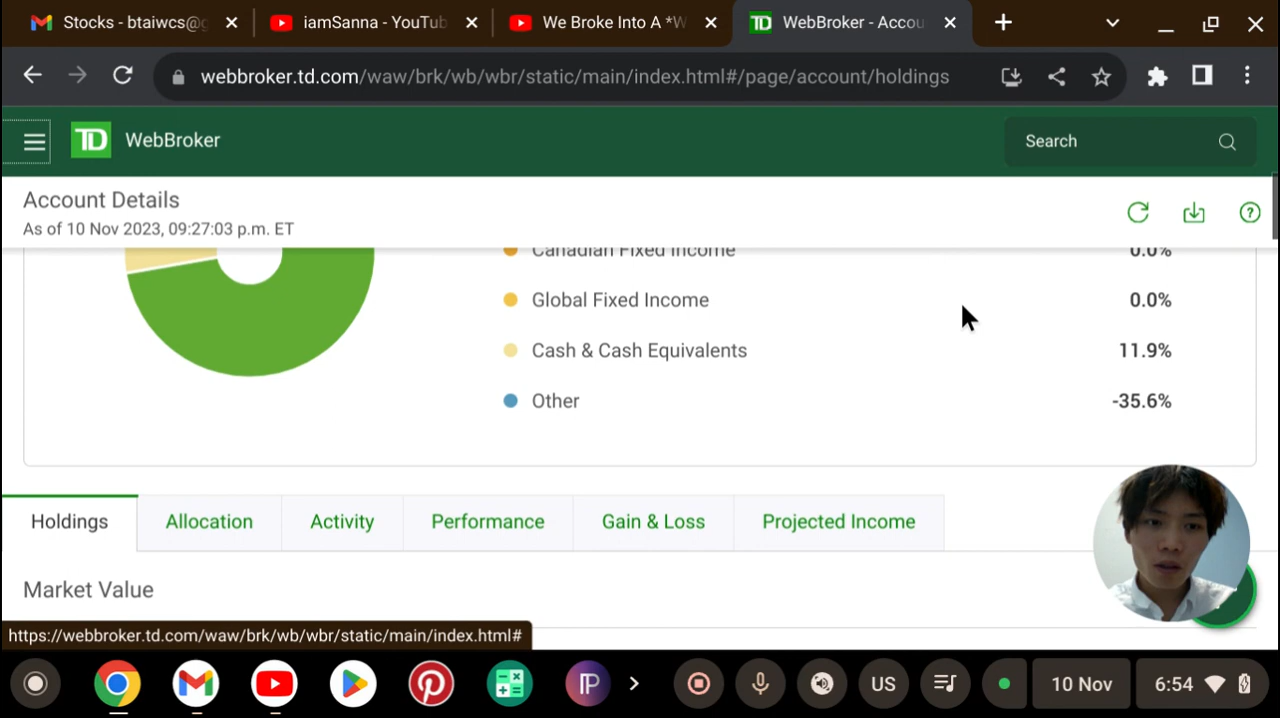 Stocks - btaiwcs@g
iamSanna - YouTub
We Broke Into A *W
WebBroker - Accou
webbroker.td.com/waw/brk/wb/wbr/static/main/index.html#/page/account/holdings
TD WebBroker
Search
Account Details
As of 10 Nov 2023, 09:27:03 p.m. ET
Canadian Fixed Income 0.0%
Global Fixed Income 0.0%
Cash & Cash Equivalents 11.9%
Other -35.6%
Holdings Allocation Activity Performance Gain & Loss Projected Income
Market Value
https://webbroker.td.com/waw/brk/wb/wbr/static/main/index.html#
US 10 Nov 6:54